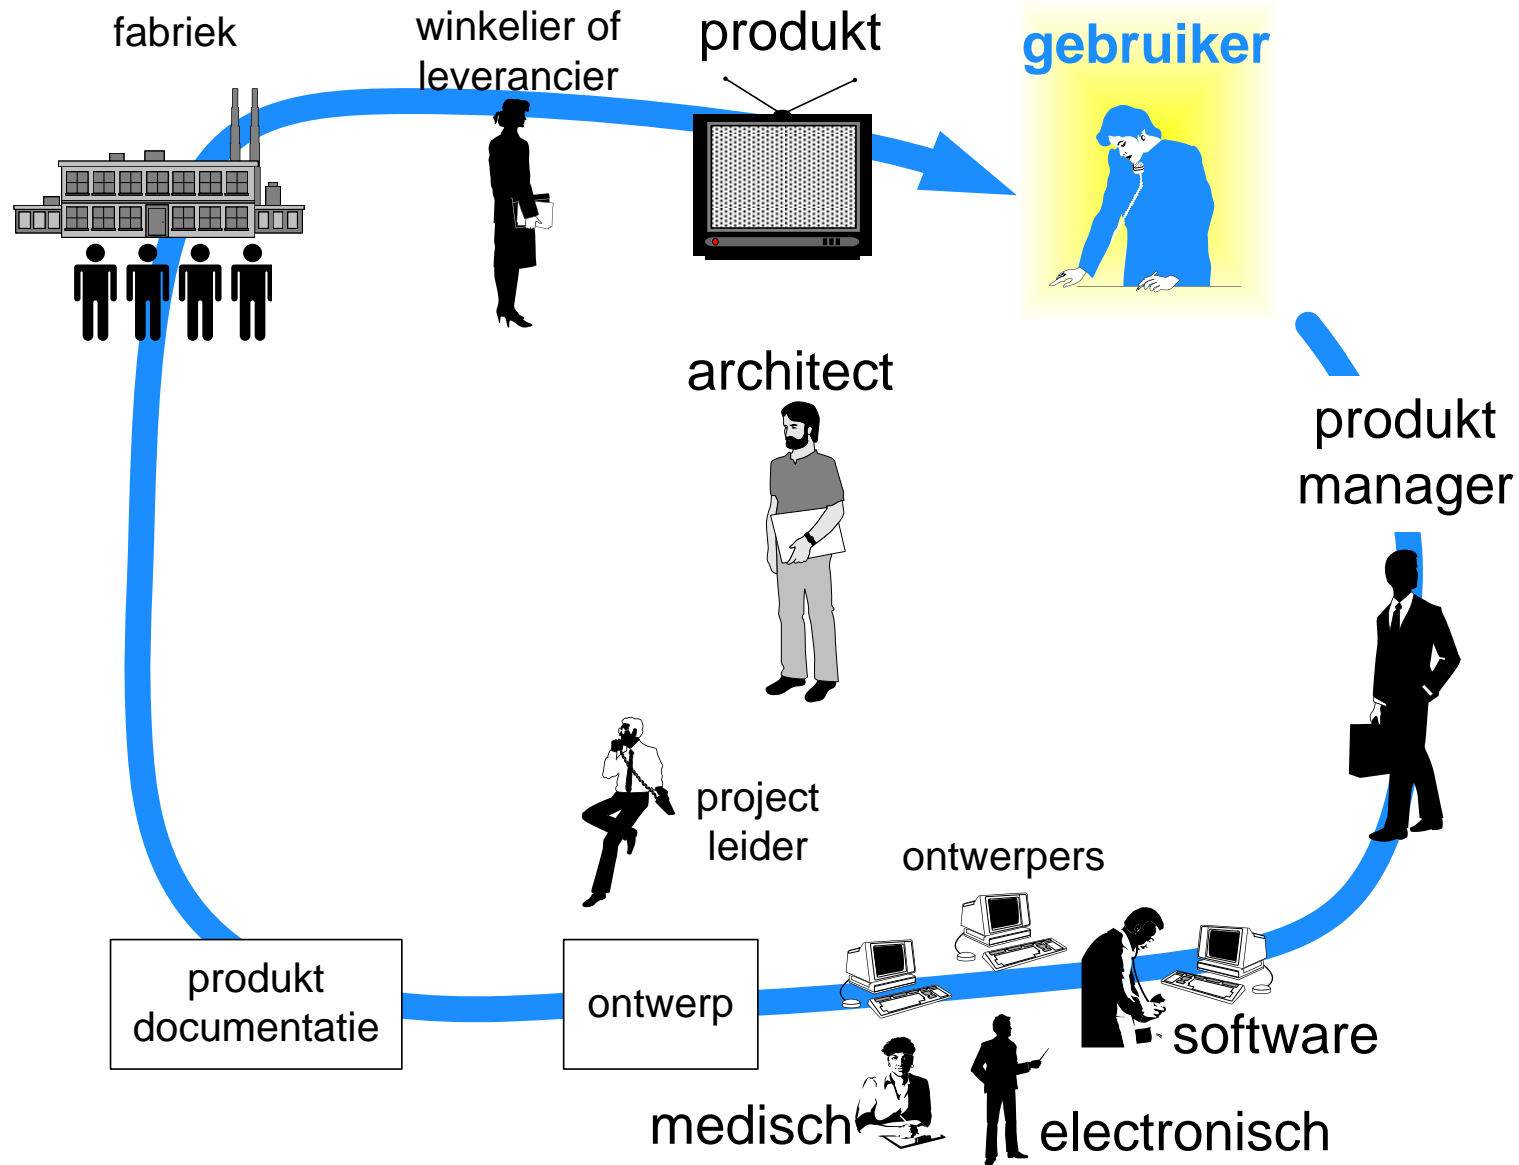 fabriek
winkelier of
leverancier
produkt
gebruiker
architect
produkt
manager
project
leider
ontwerpers
produkt
documentatie
ontwerp
software
medisch
electronisch